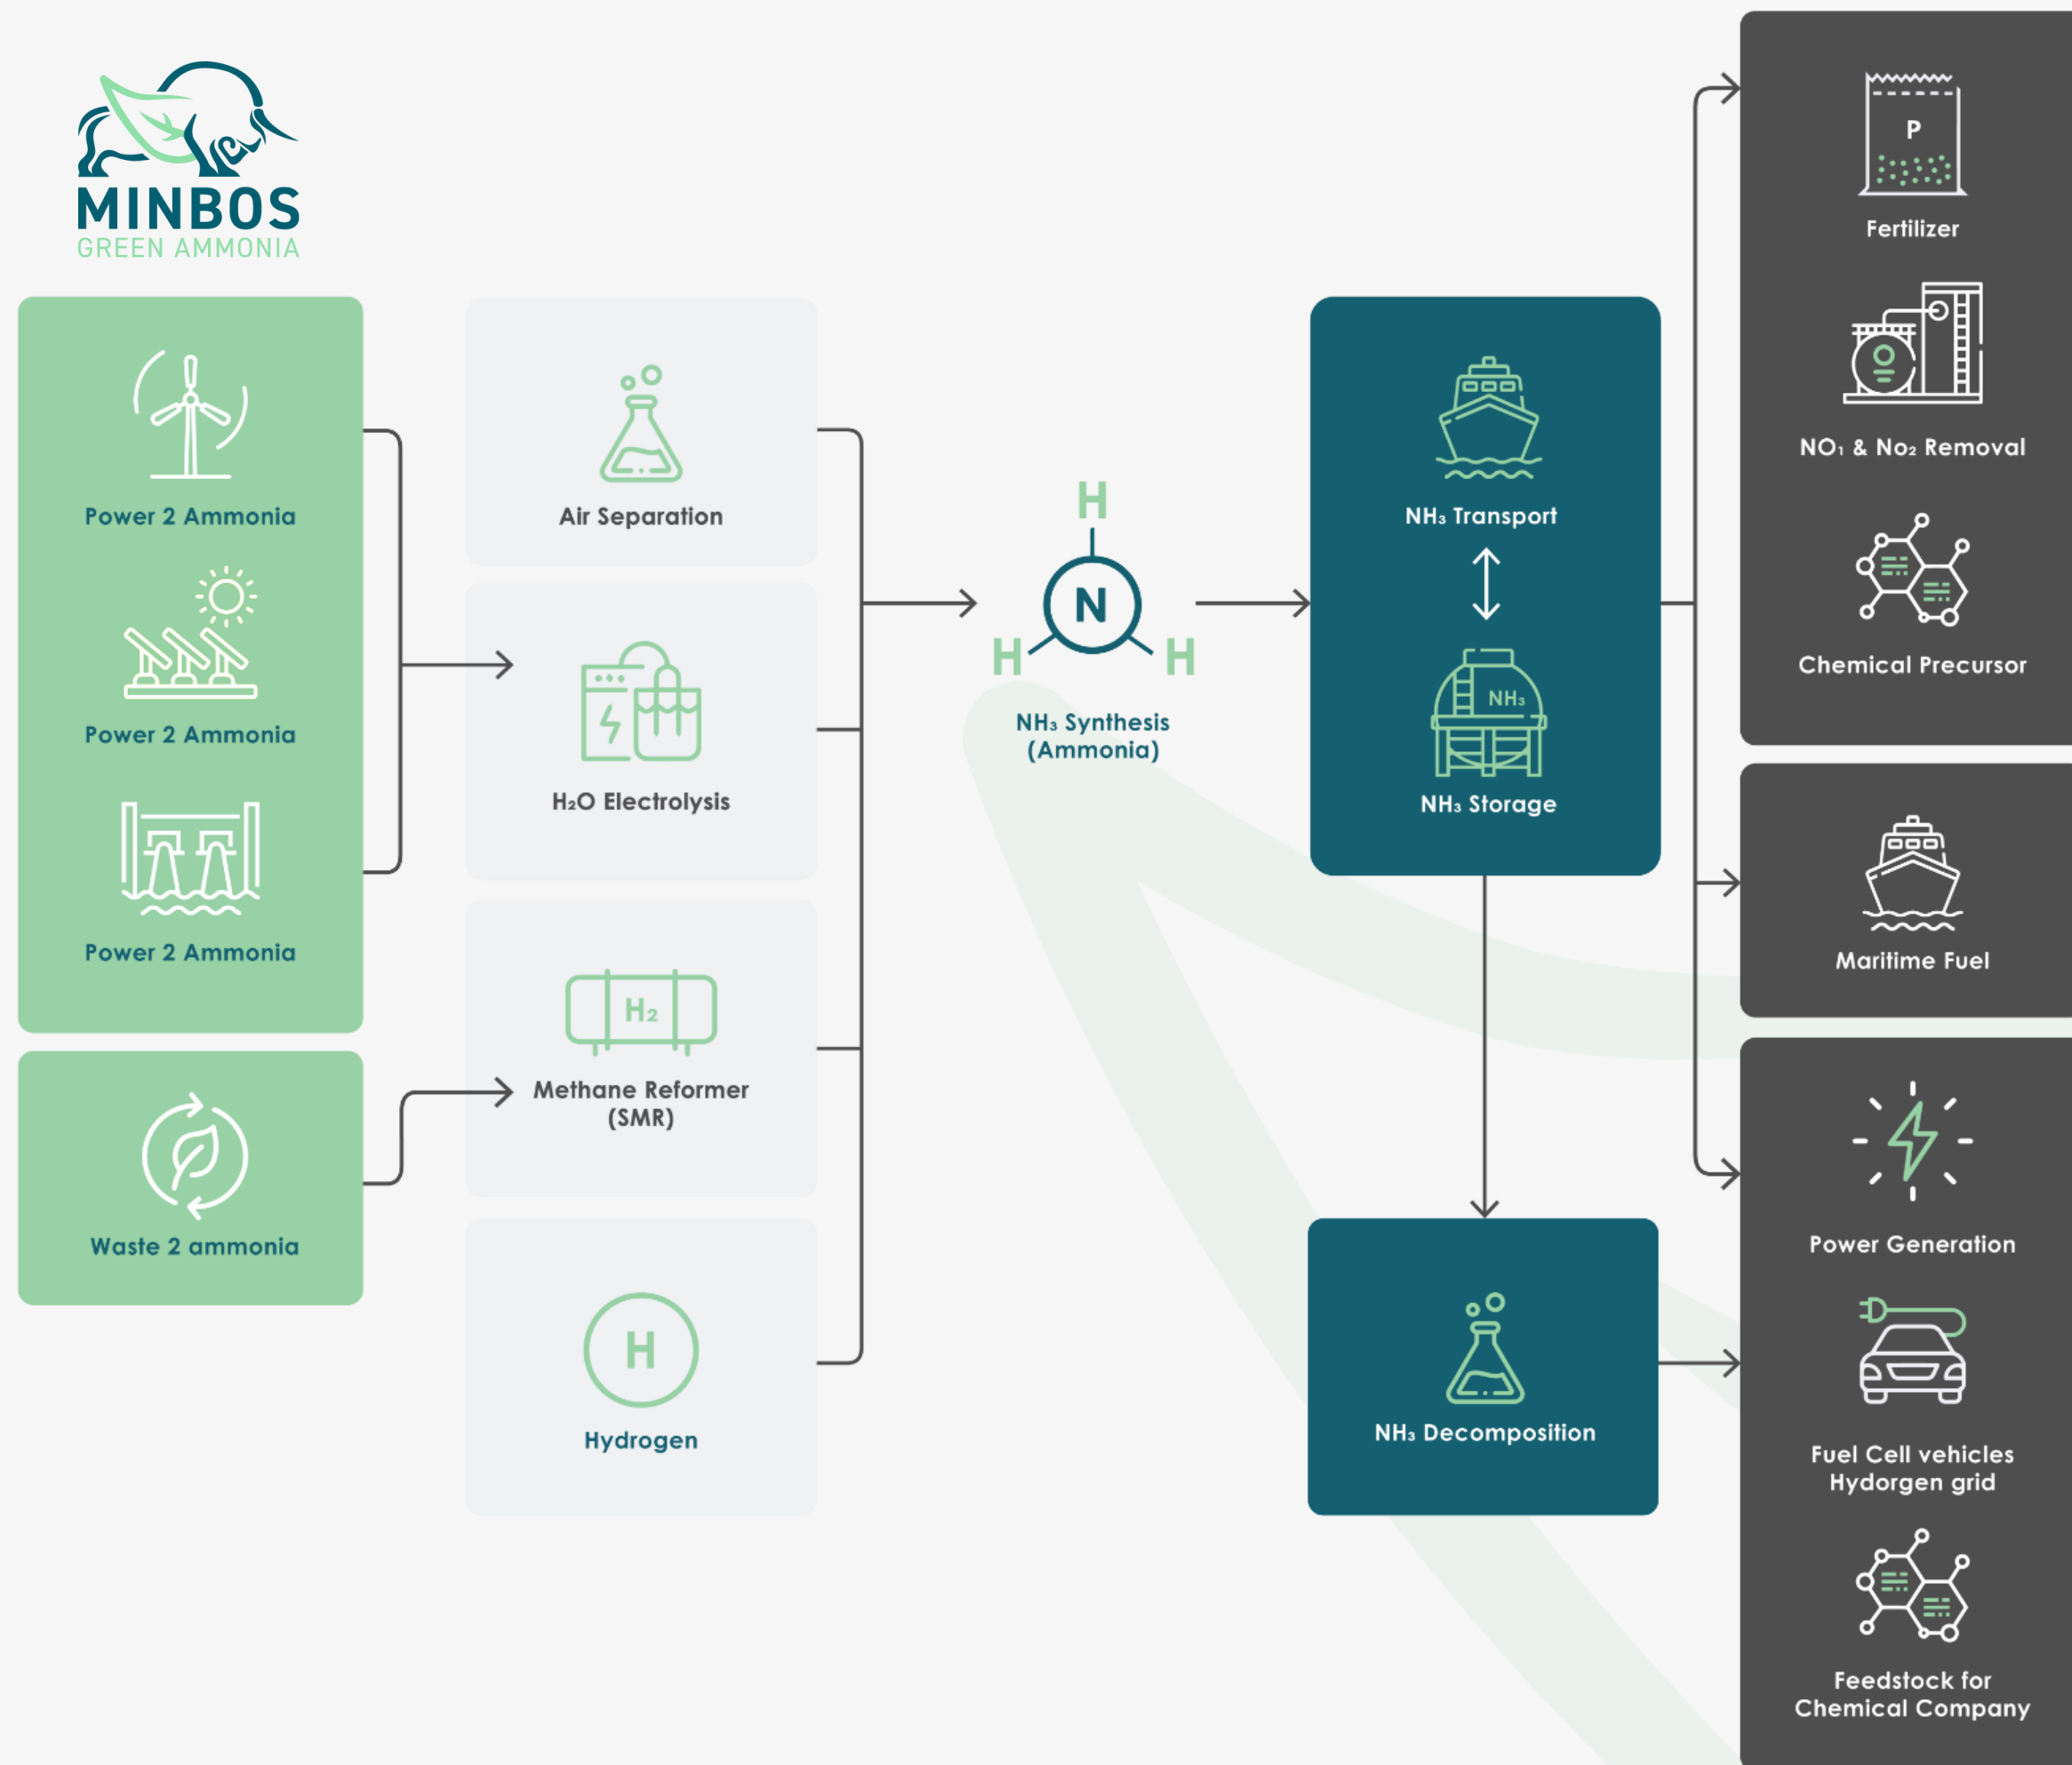 MINBOS
GREEN AMMONIA
Power 2 Ammonia
Power 2 Ammonia
Power 2 Ammonia
Waste 2 ammonia
Air Separation
H₂O Electrolysis
H₂
Methane Reformer
(SMR)
H
Hydrogen
H
N
H
H
NH₃ Synthesis
(Ammonia)
NH₃ Transport
NH₃
NH₃ Storage
NH₃ Decomposition
P
Fertilizer
NO₁ & No₂ Removal
Chemical Precursor
Maritime Fuel
Power Generation
Fuel Cell vehicles
Hydorgen grid
Feedstock for
Chemical Company